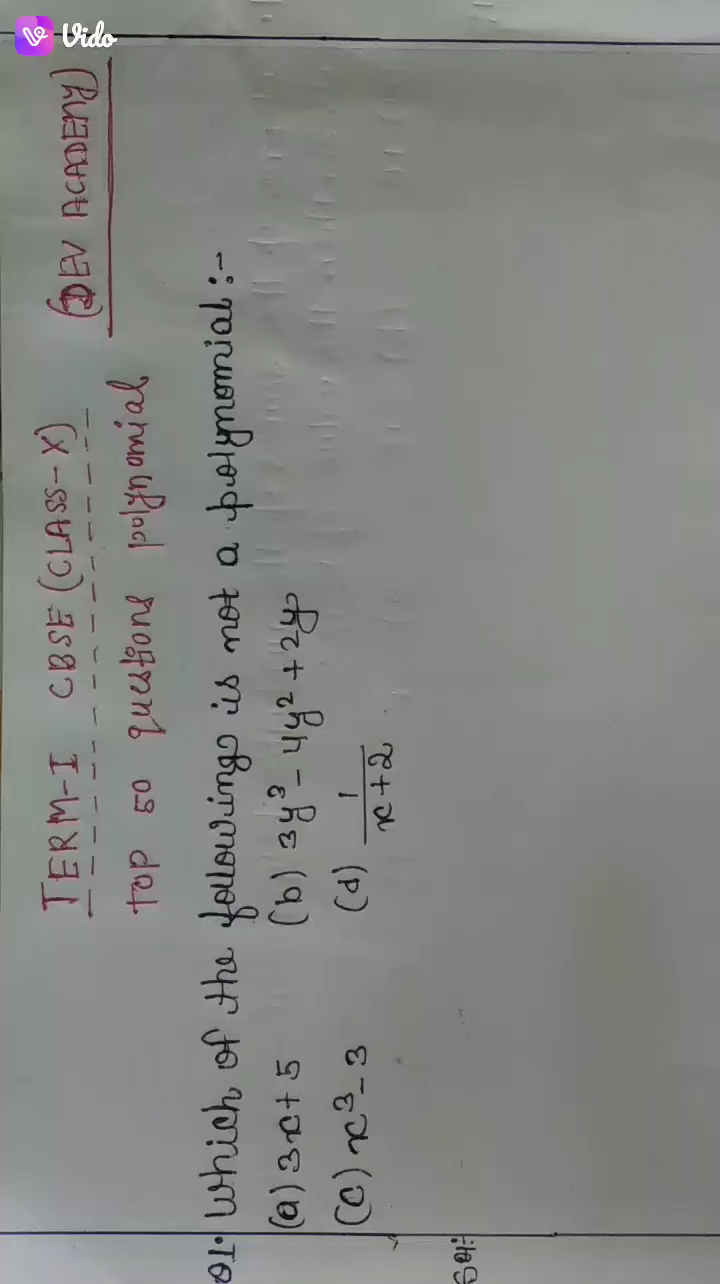 Vido
TERM-I CBSE (CLASS-X)
(DEV ACADEMY)
TOP 50 questions polynomial
Q1. Which of the followings is not a polynomial :-
(a) 3x+5 (b) 3y³ - 4y² + 2y
(c) x³-3 (d) 1/(x+2)